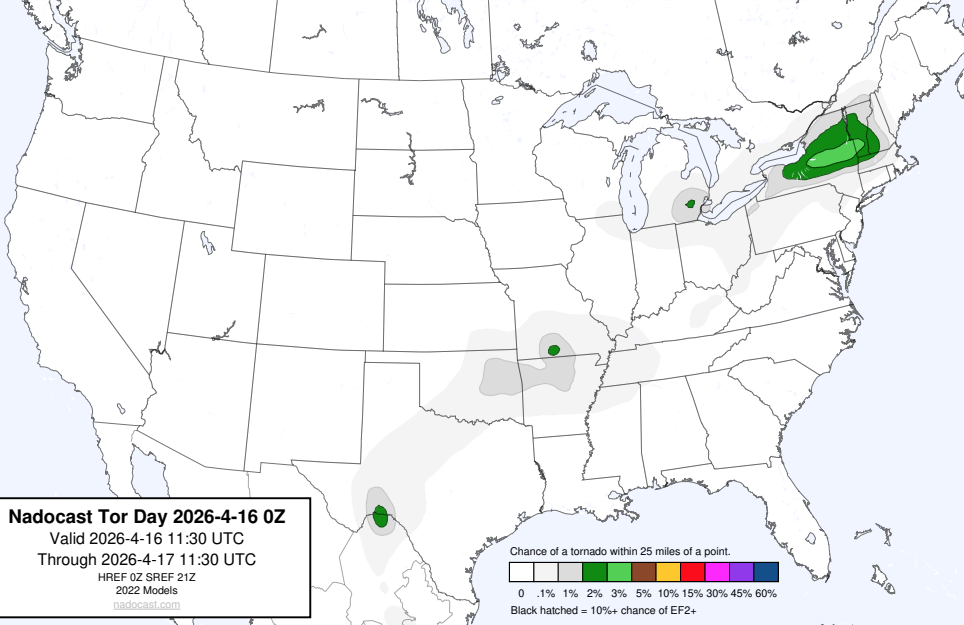 Nadocast Tor Day 2026-4-16 0Z
Valid 2026-4-16 11:30 UTC
Through 2026-4-17 11:30 UTC
HREF 0Z SREF 21Z
2022 Models
nadocast.com
Chance of a tornado within 25 miles of a point.
0 .1% 1% 2% 3% 5% 10% 15% 30% 45% 60%
Black hatched = 10%+ chance of EF2+